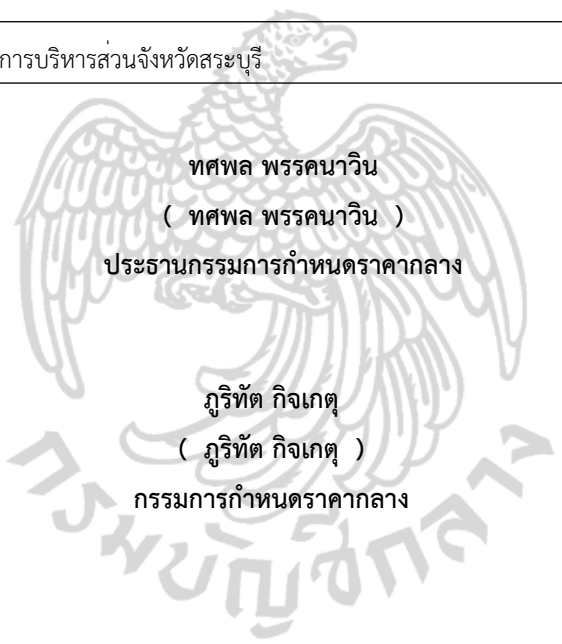 การบริหารส่วนจังหวัดสระบุรี
ทศพล พรรคนาวิน
( ทศพล พรรคนาวิน )
ประธานกรรมการกำหนดราคากลาง
ภูริทัต กิจเกตุ
( ภูริทัต กิจเกตุ )
กรรมการกำหนดราคากลาง
กรมบัญชีกลาง